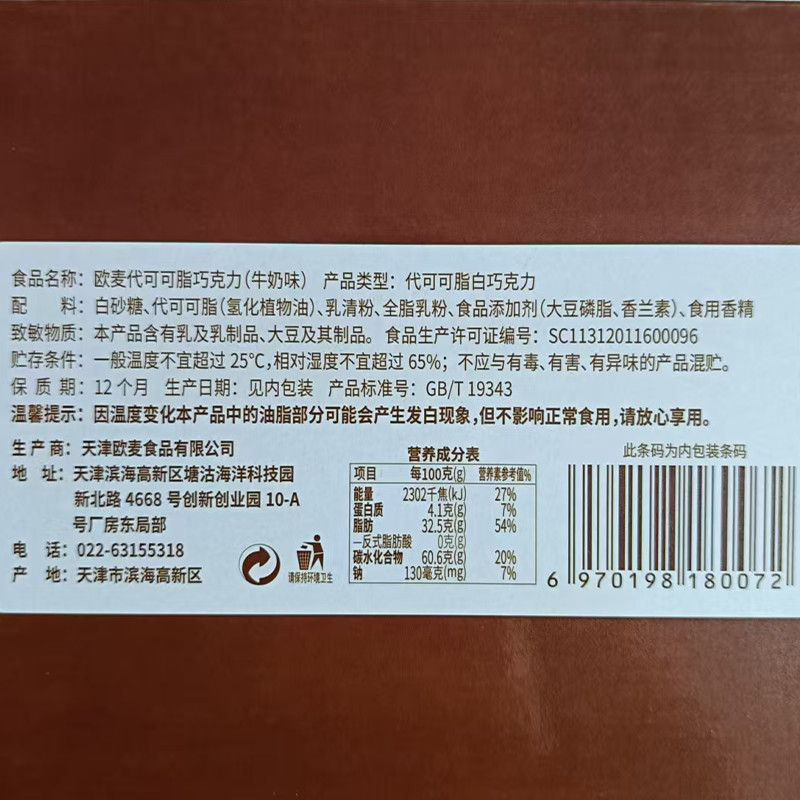 食品名称：欧麦代可可脂巧克力（牛奶味） 产品类型：代可可脂白巧克力
配 料：白砂糖、代可可脂（氢化植物油）、乳清粉、全脂乳粉、食品添加剂（大豆磷脂、香兰素）、食用香精
致敏物质：本产品含有乳及乳制品、大豆及其制品。 食品生产许可证编号：SC11312011600096
贮存条件：一般温度不宜超过 25℃,相对湿度不宜超过 65%；不应与有毒、有害、有异味的产品混贮。
保 质 期：12 个月 生产日期：见内包装 产品标准号：GB/T 19343
温馨提示：因温度变化本产品中的油脂部分可能会产生发白现象,但不影响正常食用,请放心享用。
生 产 商：天津欧麦食品有限公司
地 址：天津滨海高新区塘沽海洋科技园
新北路 4668 号创新创业园 10-A
号厂房东局部
电 话：022-63155318
产 地：天津市滨海高新区
请保持环境卫生
营养成分表
项目 每100克(g) 营养素参考值%
能量 2302千焦(kJ) 27%
蛋白质 4.1克(g) 7%
脂肪 32.5克(g) 54%
—反式脂肪酸 0克(g)
碳水化合物 60.6克(g) 20%
钠 130毫克(mg) 7%
此条码为内包装条码
6 970198 180072